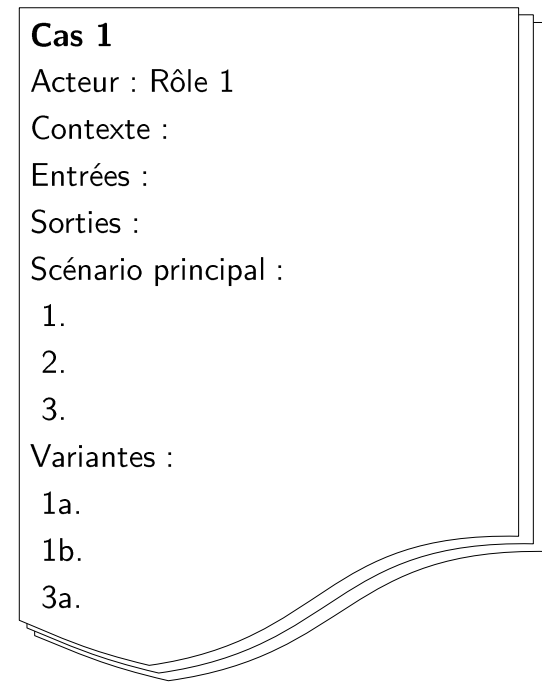 Cas 1
Acteur : Rôle 1
Contexte :
Entrées :
Sorties :
Scénario principal :
1.
2.
3.
Variantes :
1a.
1b.
3a.